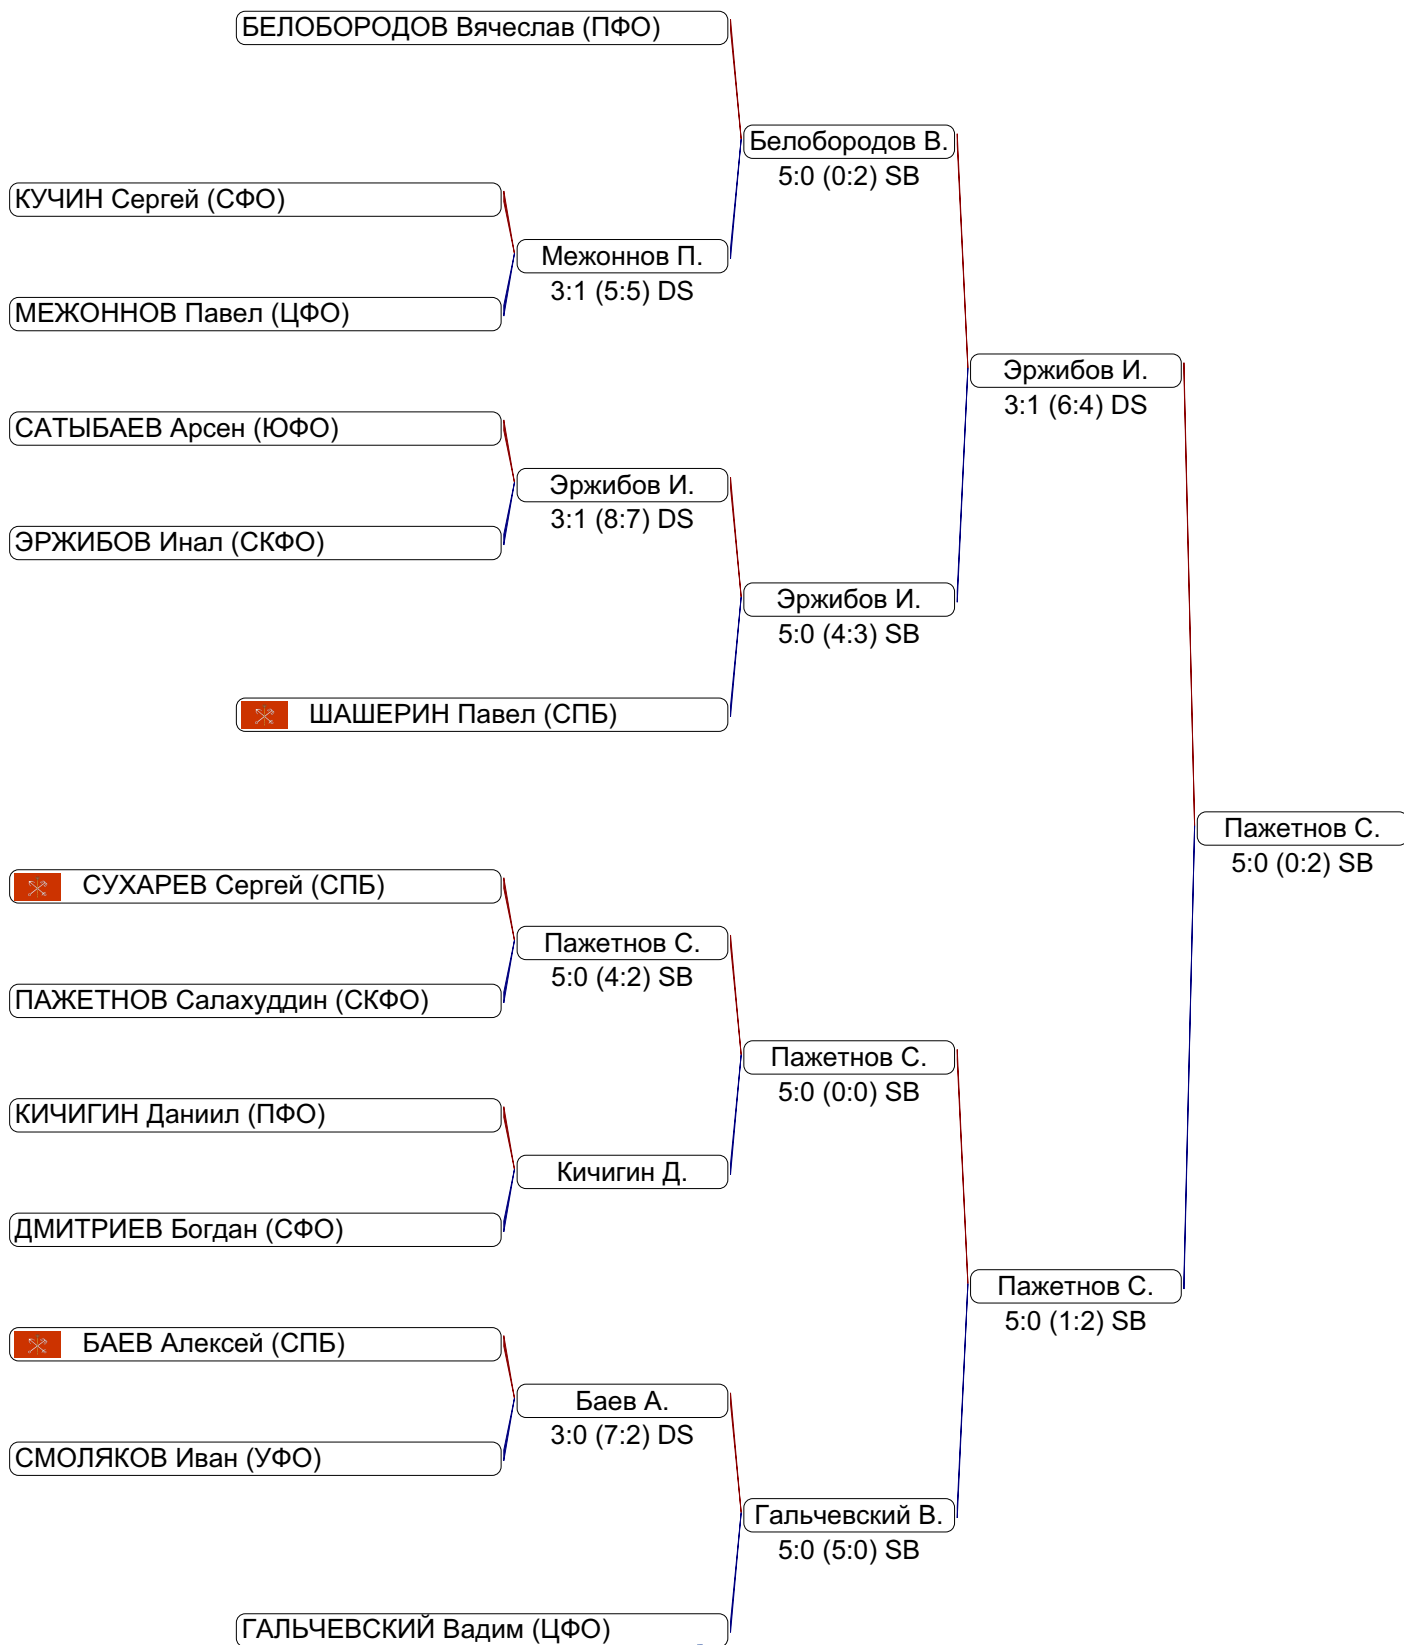 БЕЛОБОРОДОВ Вячеслав (ПФО)
Белобородов В.
5:0 (0:2) SB
КУЧИН Сергей (СФО)
Межоннов П.
3:1 (5:5) DS
МЕЖОННОВ Павел (ЦФО)
Эржибов И.
3:1 (6:4) DS
САТЫБАЕВ Арсен (ЮФО)
Эржибов И.
3:1 (8:7) DS
ЭРЖИБОВ Инал (СКФО)
Эржибов И.
5:0 (4:3) SB
ШАШЕРИН Павел (СПБ)
Пажетнов С.
5:0 (0:2) SB
СУХАРЕВ Сергей (СПБ)
Пажетнов С.
5:0 (4:2) SB
ПАЖЕТНОВ Салахуддин (СКФО)
Пажетнов С.
5:0 (0:0) SB
КИЧИГИН Даниил (ПФО)
Кичигин Д.
ДМИТРИЕВ Богдан (СФО)
Пажетнов С.
5:0 (1:2) SB
БАЕВ Алексей (СПБ)
Баев А.
3:0 (7:2) DS
СМОЛЯКОВ Иван (УФО)
Гальчевский В.
5:0 (5:0) SB
ГАЛЬЧЕВСКИЙ Вадим (ЦФО)